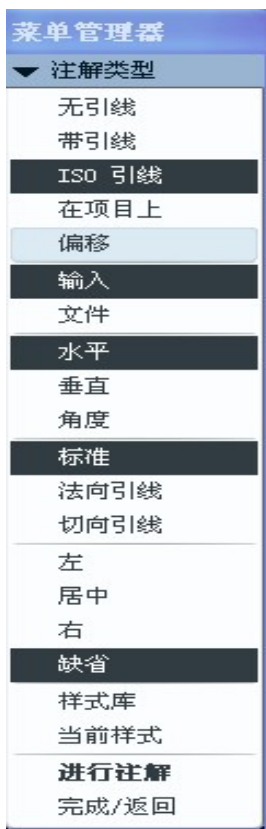 菜单管理器
注解类型
无引线
带引线
ISO 引线
在项目上
偏移
输入
文件
水平
垂直
角度
标准
法向引线
切向引线
左
居中
右
缺省
样式库
当前样式
进行注解
完成/返回